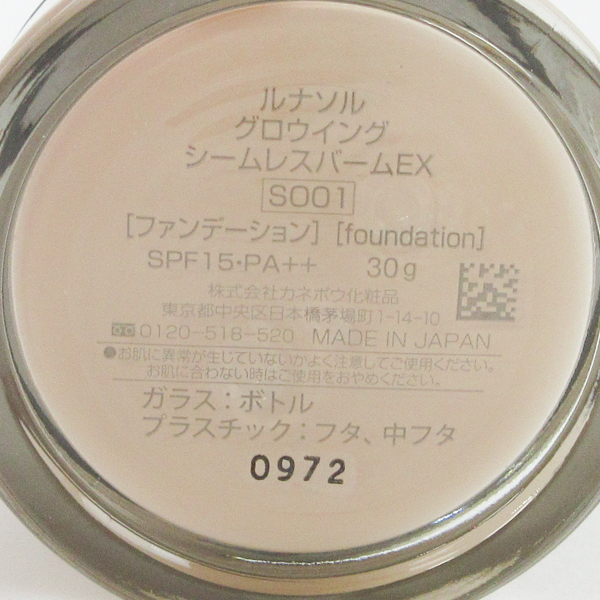 ルナソル
グロウイング
シームレスバームEX
S001
[ファンデーション] [foundation]
SPF15・PA++ 30g
株式会社カネボウ化粧品
東京都中央区日本橋茅場町1-14-10
0120-518-520 MADE IN JAPAN
●お肌に異常が生じていないかよく注意してご使用ください。
お肌に合わない時はご使用をおやめください。
ガラス：ボトル
プラスチック：フタ、中フタ
0972